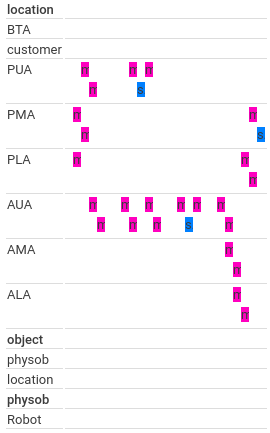 location
BTA
customer
PUA n n n
n s
PMA n n
n s
PLA n n
n
AUA n n n n n n
n n n s n
AMA n
n
ALA n
n
object
physob
location
physob
Robot